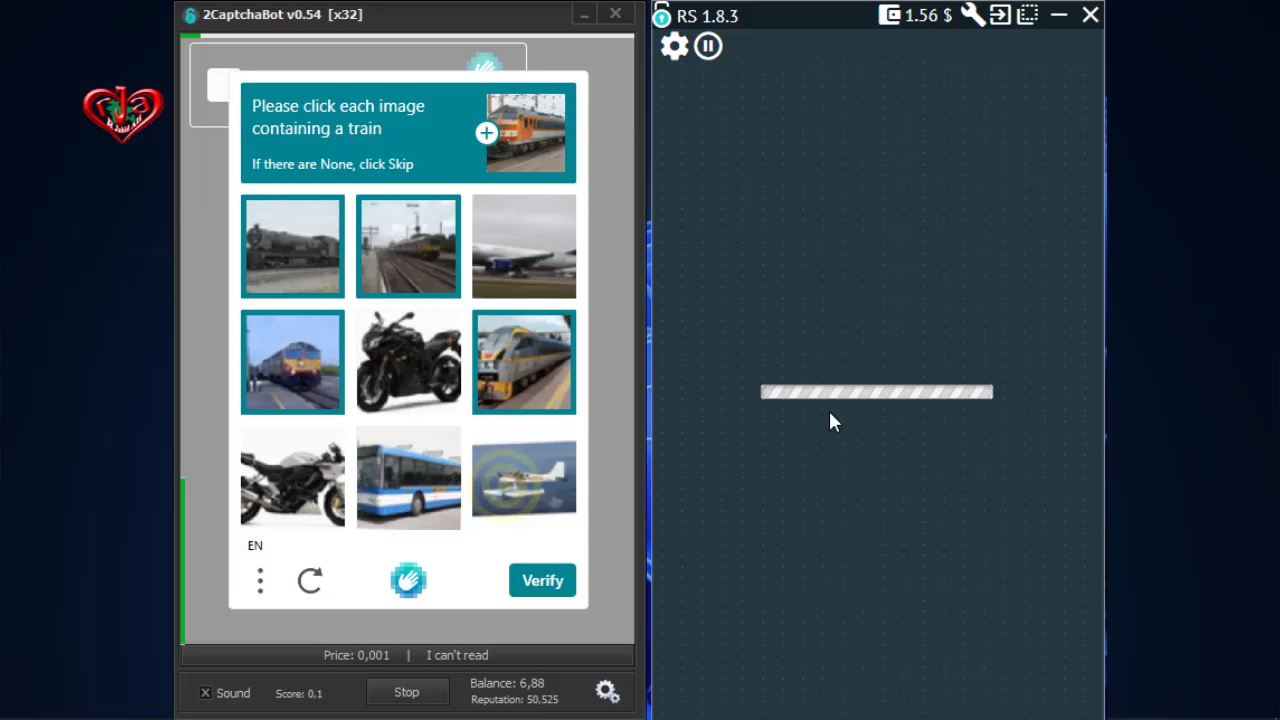 2CaptchaBot v0.54 [x32]
Please click each image
containing a train
If there are None, click Skip
EN
Verify
Price: 0,001 | I can't read
Sound
Score: 0,1
Stop
Balance: 6,88
Reputation: 50,525
RS 1.8.3
1.56 $